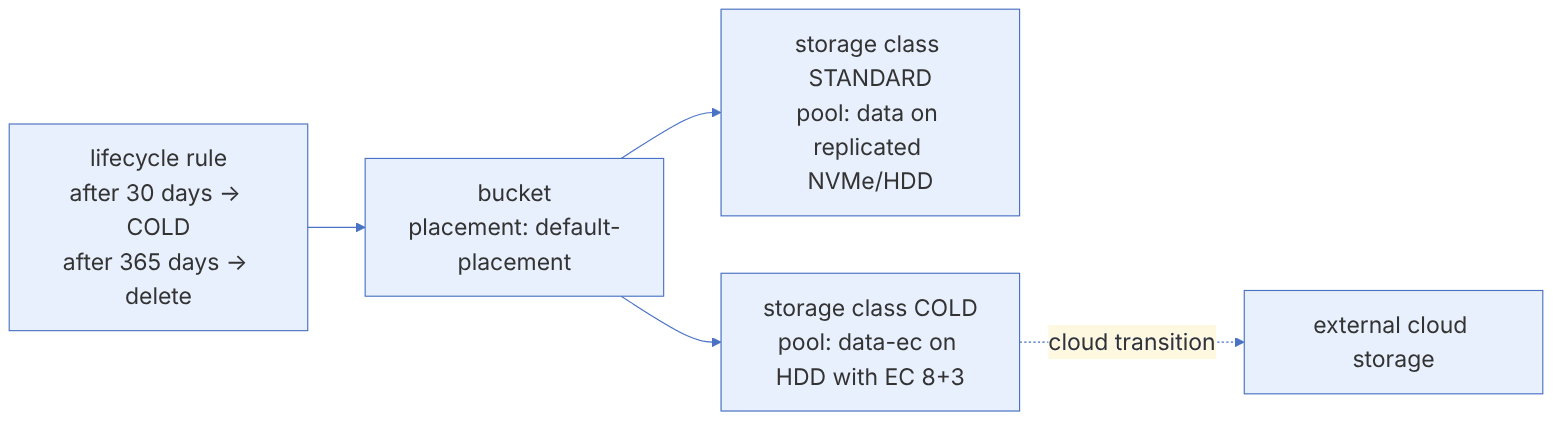 lifecycle rule
after 30 days →
COLD
after 365 days →
delete
bucket
placement: default-
placement
storage class
STANDARD
pool: data on
replicated
NVMe/HDD
storage class COLD
pool: data-ec on
HDD with EC 8+3
cloud transition
external cloud
storage